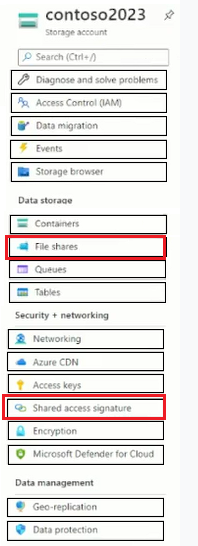 contoso2023
Storage account
Search (Ctrl+/)
Diagnose and solve problems
Access Control (IAM)
Data migration
Events
Storage browser
Data storage
Containers
File shares
Queues
Tables
Security + networking
Networking
Azure CDN
Access keys
Shared access signature
Encryption
Microsoft Defender for Cloud
Data management
Geo-replication
Data protection